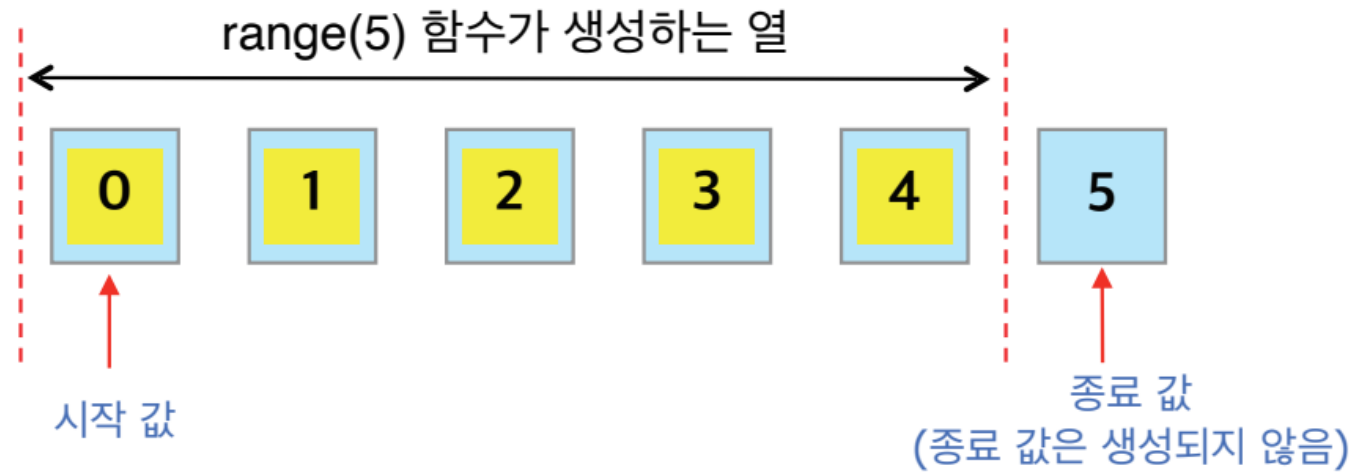 range(5) 함수가 생성하는 열
0 1 2 3 4 5
시작 값
종료 값
(종료 값은 생성되지 않음)